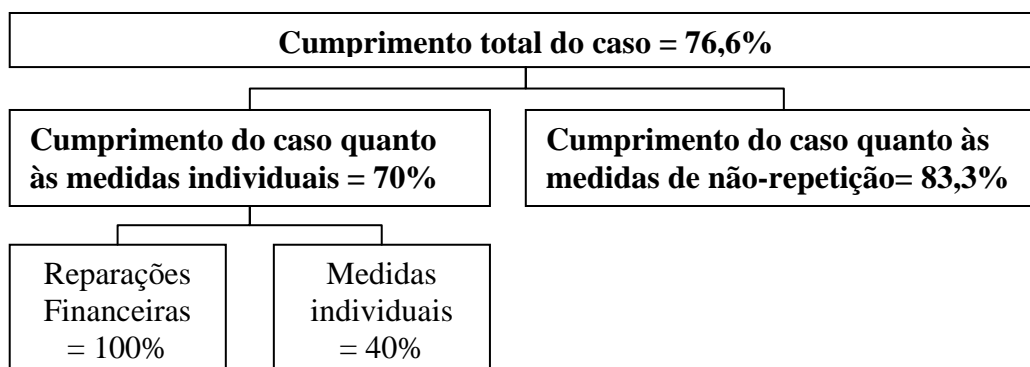 Cumprimento total do caso = 76,6%
Cumprimento do caso quanto
às medidas individuais = 70%
Cumprimento do caso quanto às
medidas de não-repetição= 83,3%
Reparações
Financeiras
= 100%
Medidas
individuais
= 40%